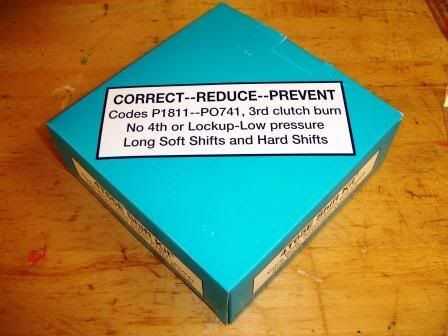 CORRECT--REDUCE--PREVENT
Codes P1811--PO741, 3rd clutch burn
No 4th or Lockup-Low pressure
Long Soft Shifts and Hard Shifts